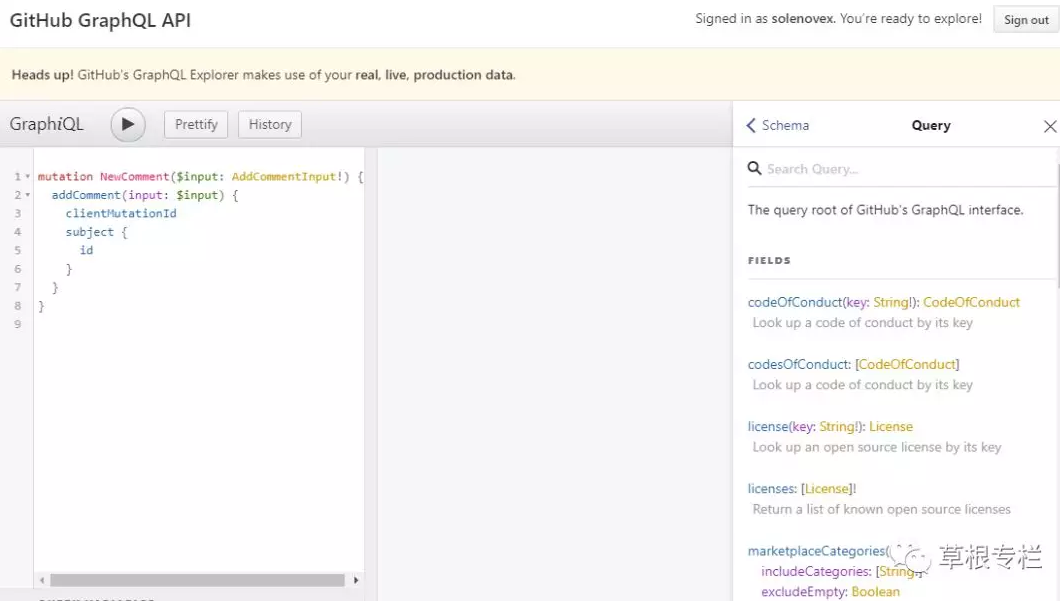 GitHub GraphQL API
Signed in as solenovex. You're ready to explore!
Sign out
Heads up! GitHub's GraphQL Explorer makes use of your real, live, production data.
GraphiQL
Prettify
History
1 mutation NewComment($input: AddCommentInput!) {
2 addComment(input: $input) {
3 clientMutationId
4 subject {
5 id
6 }
7 }
8 }
9
Schema
Query
Search Query...
The query root of GitHub's GraphQL interface.
FIELDS
codeOfConduct(key: String!): CodeOfConduct
Look up a code of conduct by its key
codesOfConduct: [CodeOfConduct]
Look up a code of conduct by its key
license(key: String!): License
Look up an open source license by its key
licenses: [License]!
Return a list of known open source licenses
marketplaceCategories(
includeCategories: [String!]
excludeEmpty: Boolean
草根专栏